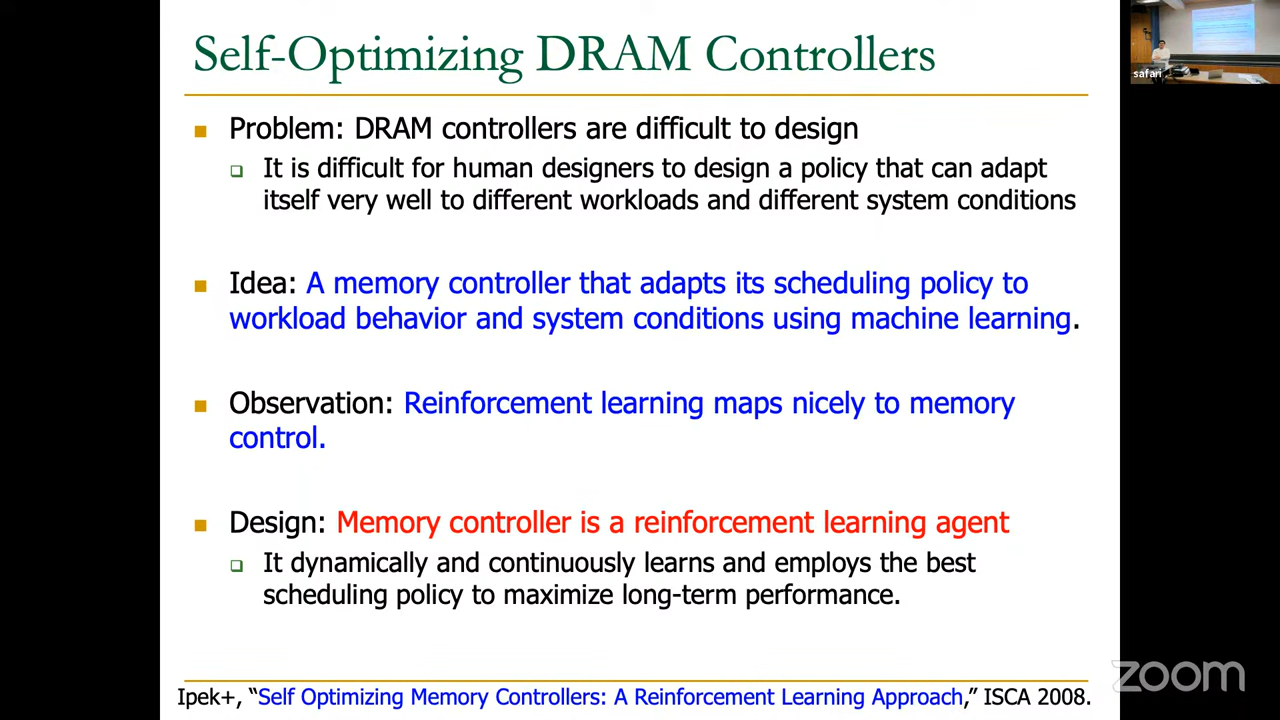 Self-Optimizing DRAM Controllers
safari
Problem: DRAM controllers are difficult to design
It is difficult for human designers to design a policy that can adapt
itself very well to different workloads and different system conditions
Idea: A memory controller that adapts its scheduling policy to
workload behavior and system conditions using machine learning.
Observation: Reinforcement learning maps nicely to memory
control.
Design: Memory controller is a reinforcement learning agent
It dynamically and continuously learns and employs the best
scheduling policy to maximize long-term performance.
Ipek+, “Self Optimizing Memory Controllers: A Reinforcement Learning Approach,” ISCA 2008.
zoom